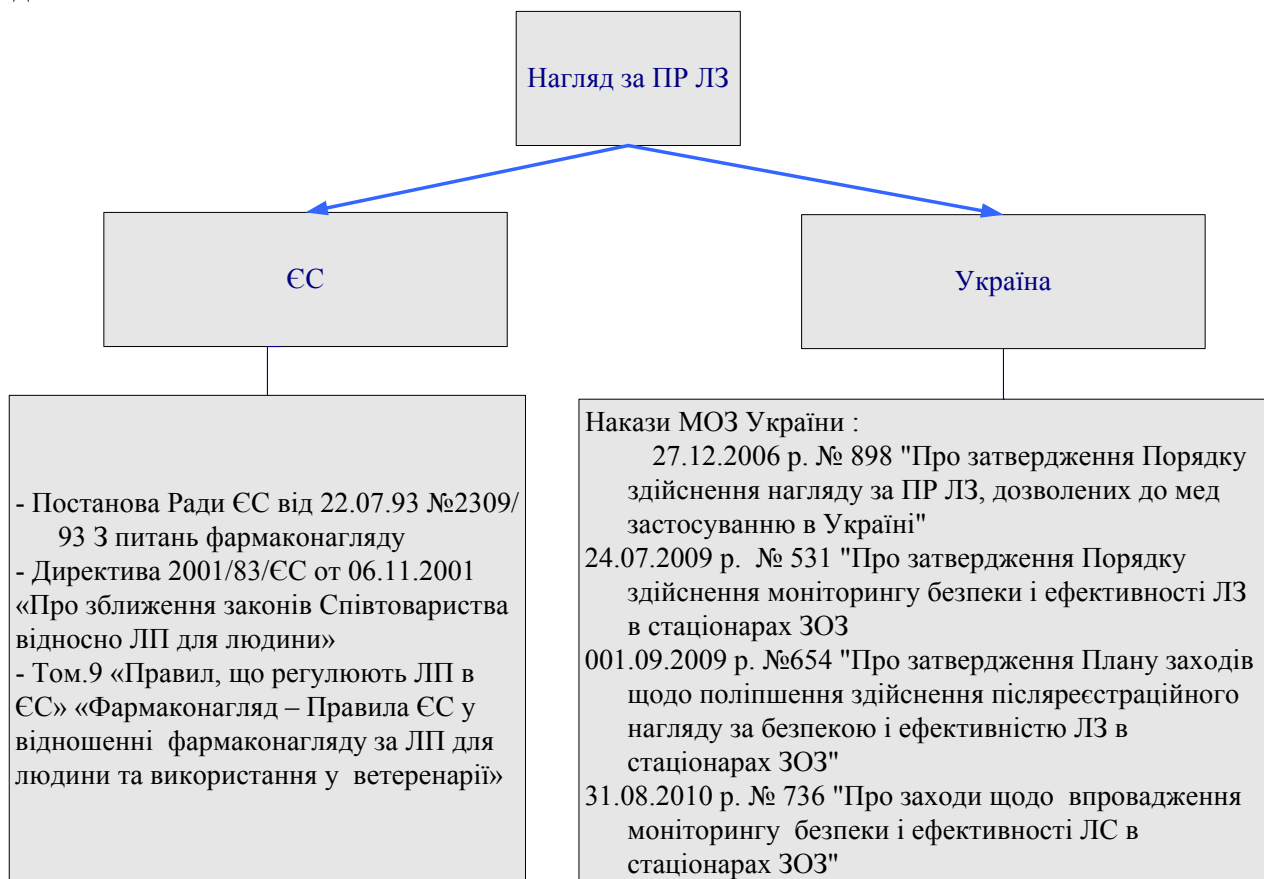 Нагляд за ПР ЛЗ
ЄС
Україна
- Постанова Ради ЄС від 22.07.93 №2309/
93 З питань фармаконагляду
- Директива 2001/83/ЄС от 06.11.2001
«Про зближення законів Співтовариства
відносно ЛП для людини»
- Том.9 «Правил, що регулюють ЛП в
ЄС» «Фармаконагляд – Правила ЄС у
відношенні фармаконагляду за ЛП для
людини та використання у ветеренарії»
Накази МОЗ України :
27.12.2006 р. № 898 "Про затвердження Порядку
здійснення нагляду за ПР ЛЗ, дозволених до мед
застосуванню в Україні"
24.07.2009 р. № 531 "Про затвердження Порядку
здійснення моніторингу безпеки і ефективності ЛЗ
в стаціонарах ЗОЗ
001.09.2009 р. №654 "Про затвердження Плану заходів
щодо поліпшення здійснення післяреєстраційного
нагляду за безпекою і ефективністю ЛЗ в
стаціонарах ЗОЗ"
31.08.2010 р. № 736 "Про заходи щодо впровадження
моніторингу безпеки і ефективності ЛС в
стаціонарах ЗОЗ"